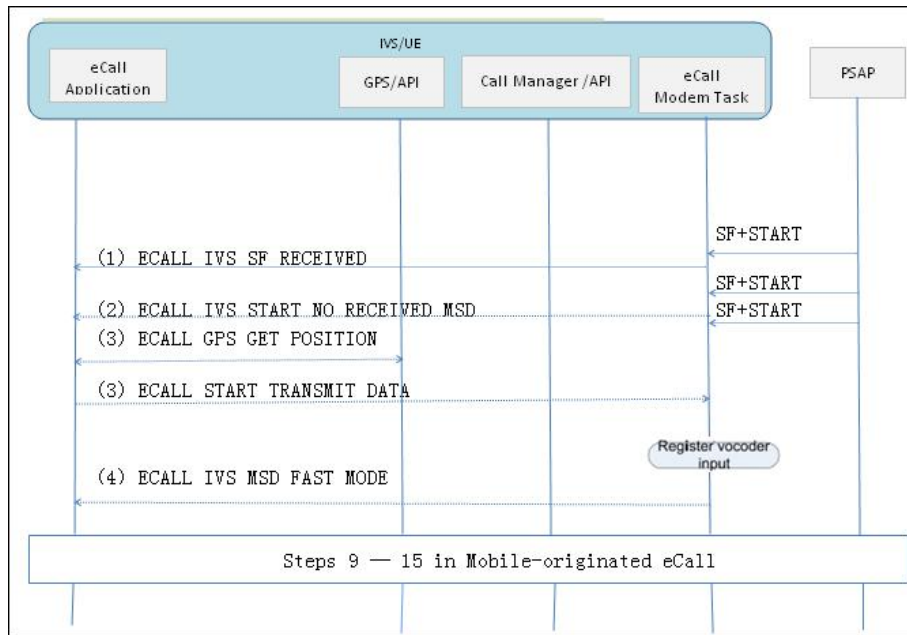 IVS/UE
eCall
Application
GPS/API
Call Manager/API
eCall
Modem Task
PSAP
SF+START
(1) ECALL IVS SF RECEIVED
SF+START
(2) ECALL IVS START NO RECEIVED MSD
SF+START
(3) ECALL GPS GET POSITION
(3) ECALL START TRANSMIT DATA
Register vocoder
input
(4) ECALL IVS MSD FAST MODE
Steps 9 — 15 in Mobile-originated eCall